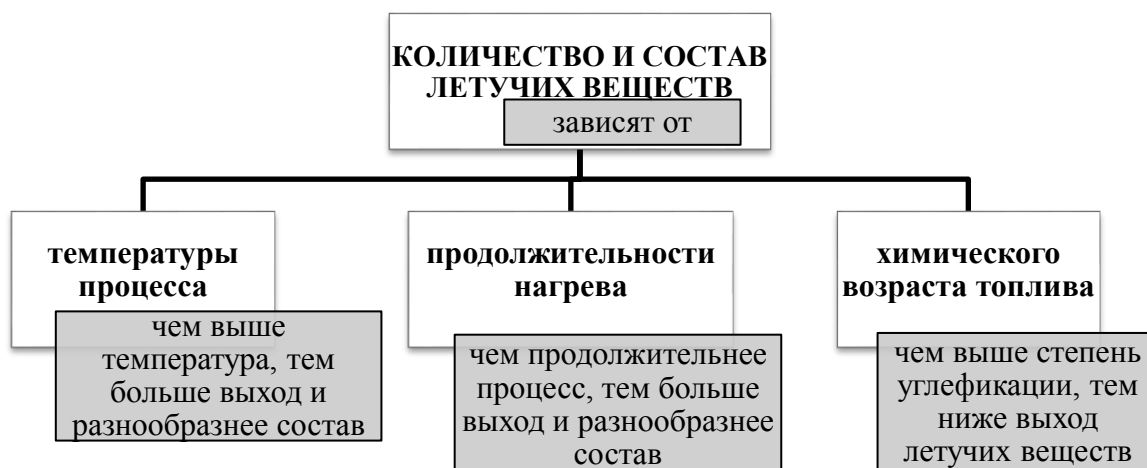 КОЛИЧЕСТВО И СОСТАВ
ЛЕТУЧИХ ВЕЩЕСТВ
зависят от
температуры
процесса
чем выше
температура, тем
больше выход и
разнообразнее состав
продолжительности
нагрева
чем продолжительнее
процесс, тем больше
выход и разнообразнее
состав
химического
возраста топлива
чем выше степень
углефикации, тем
ниже выход
летучих веществ